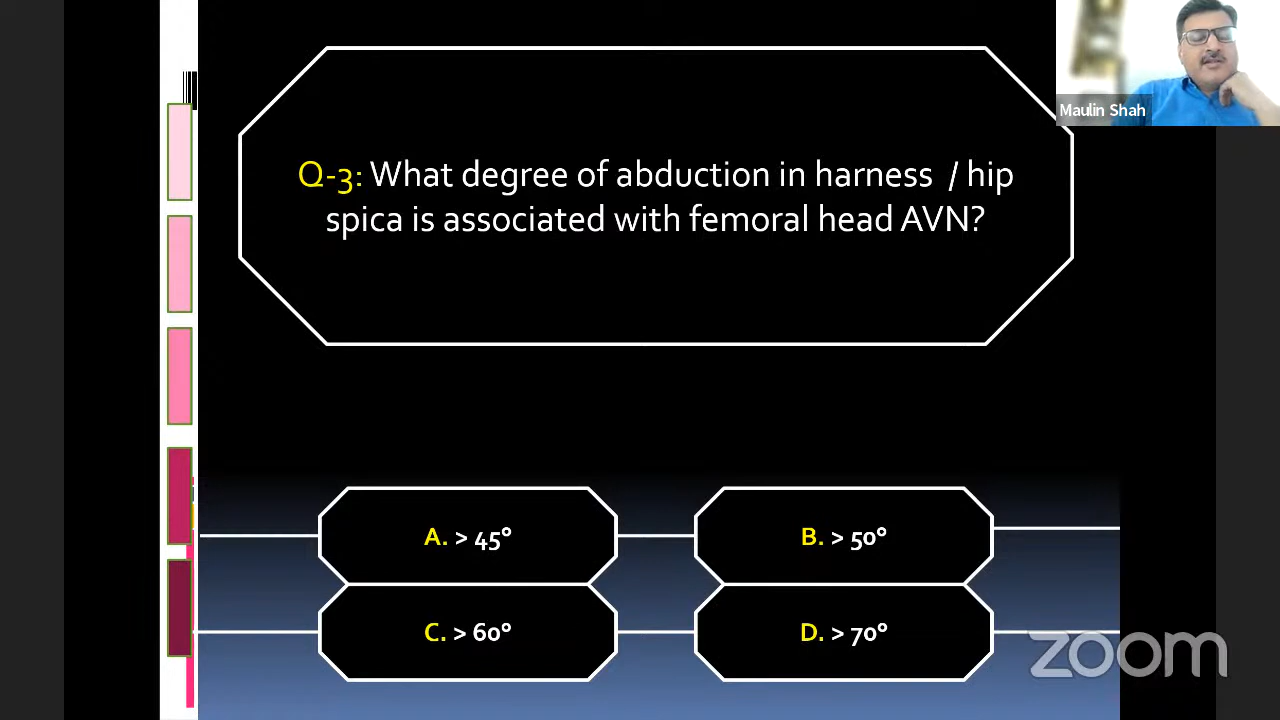 Maulin Shah
Q-3: What degree of abduction in harness / hip
spica is associated with femoral head AVN?
A. > 45°
B. > 50°
C. > 60°
D. > 70°
zoom